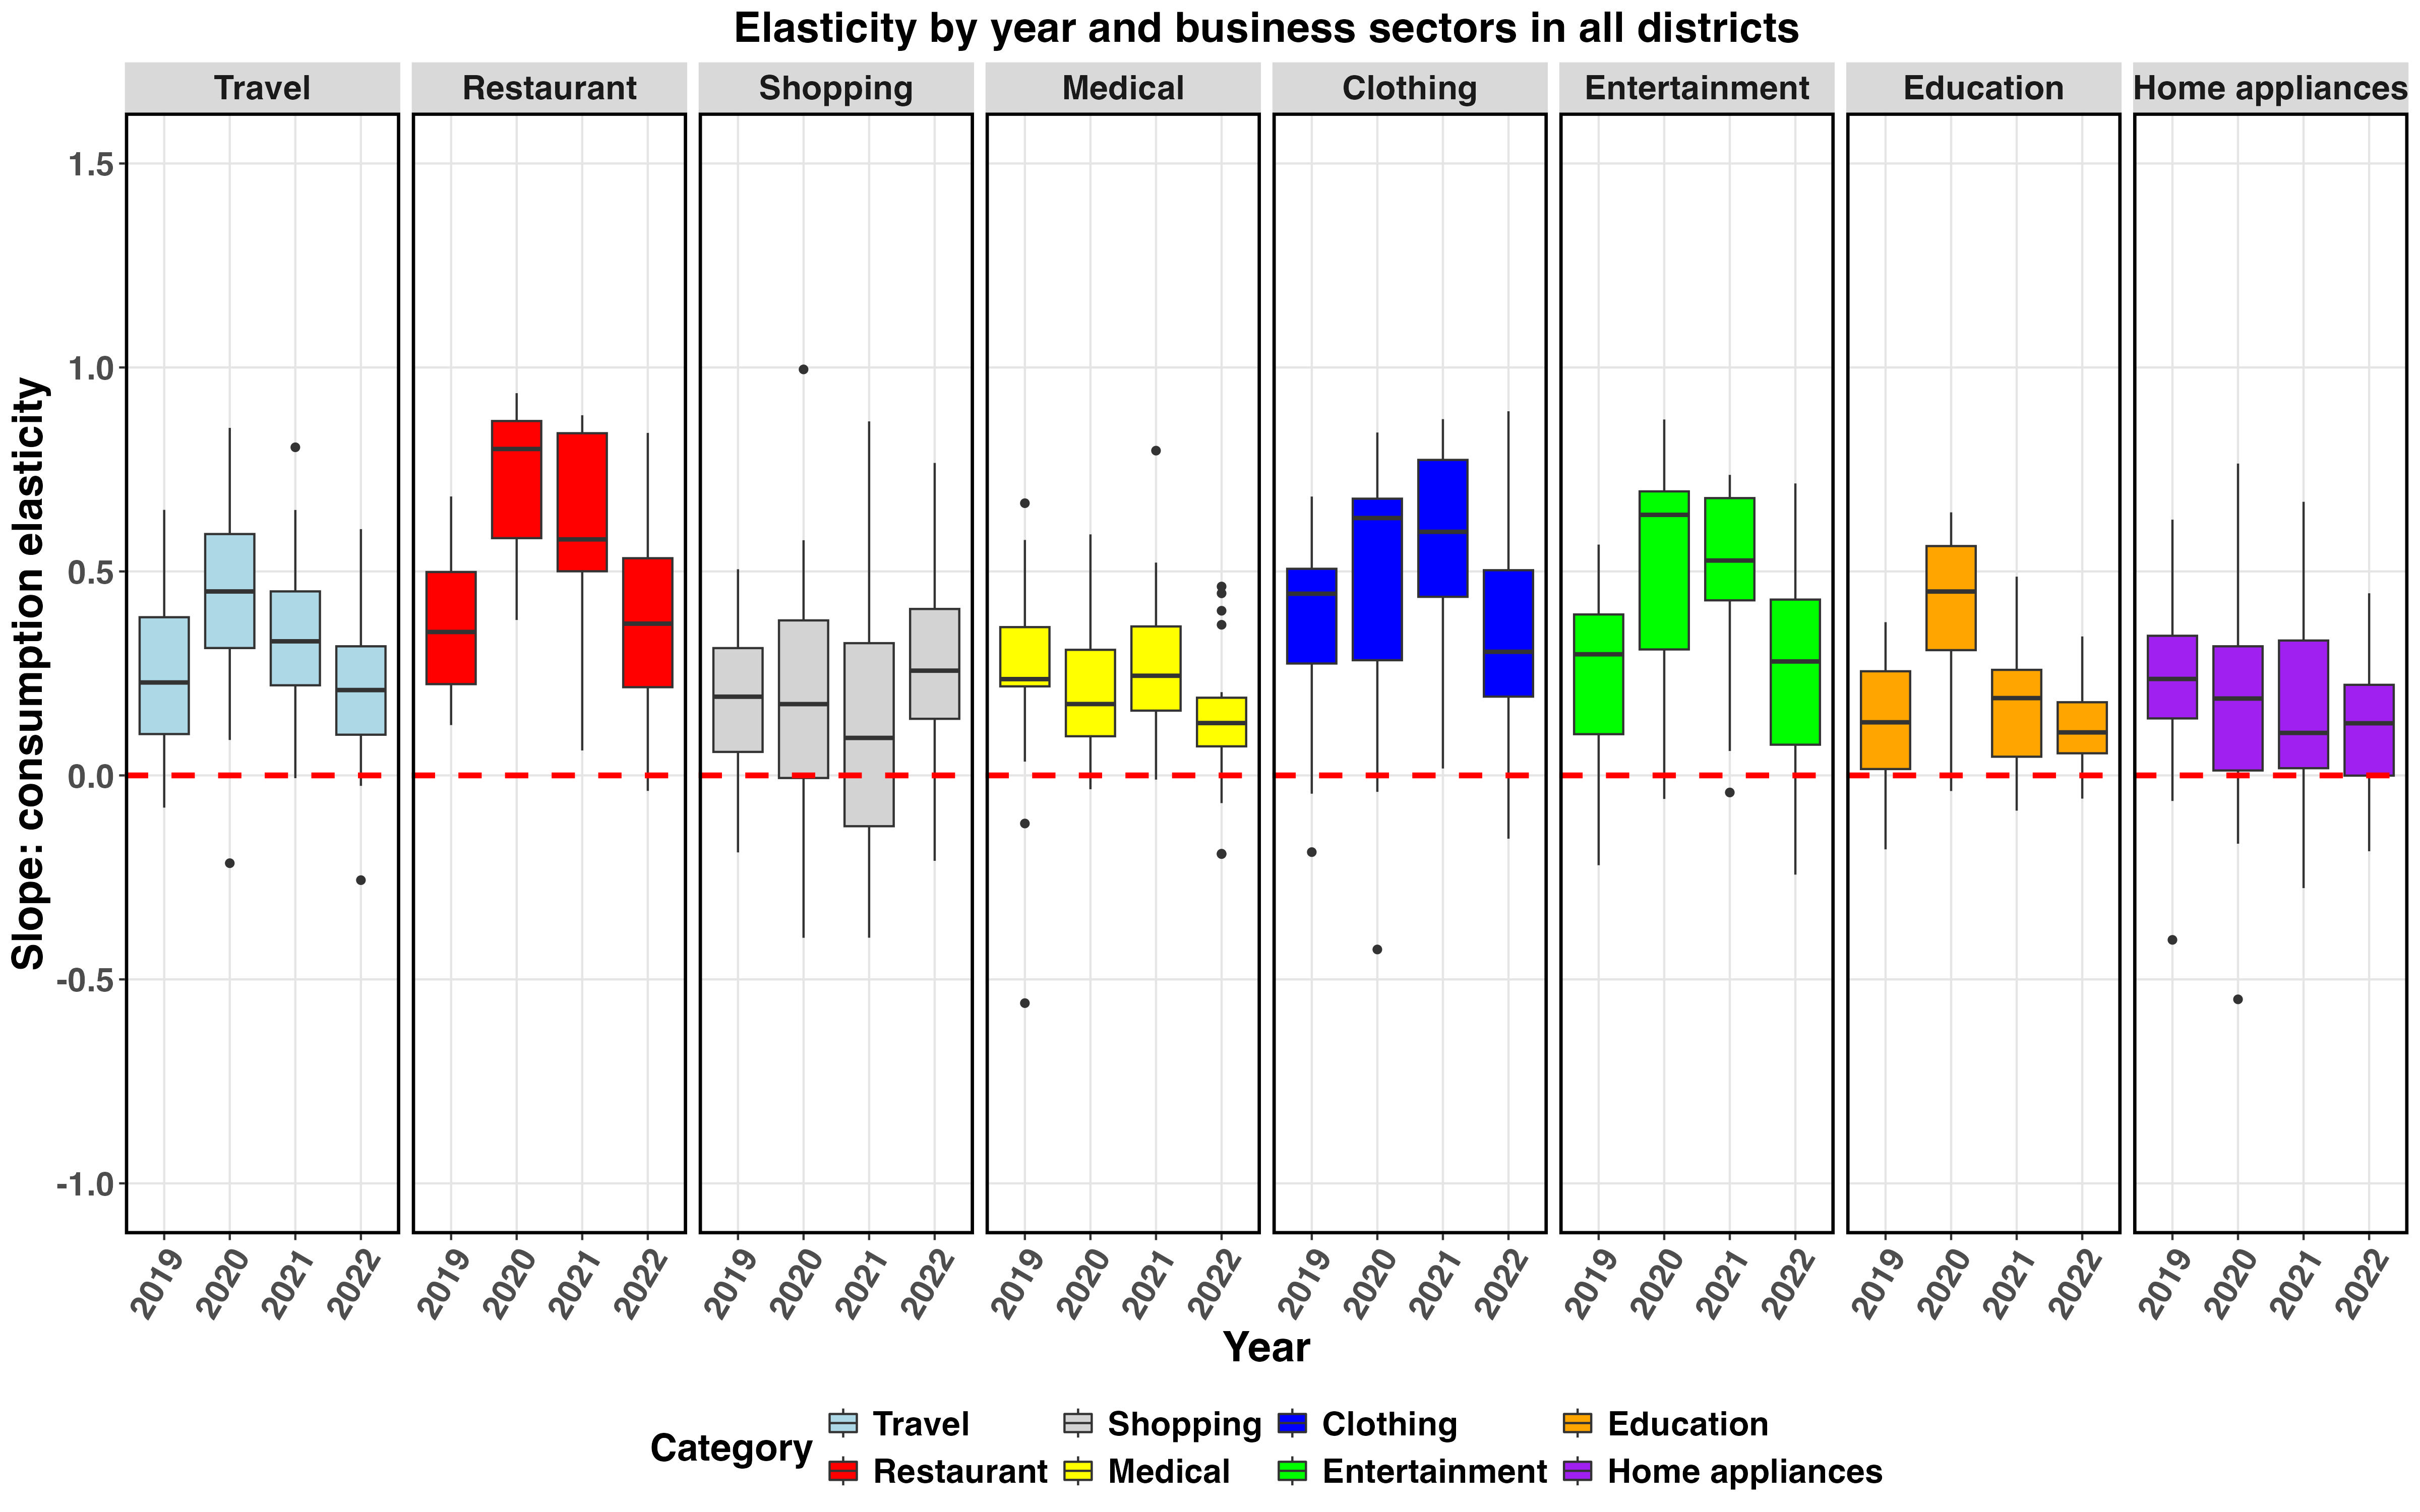 Elasticity by year and business sectors in all districts
Travel Restaurant Shopping Medical Clothing Entertainment Education Home appliances
Slope: consumption elasticity
1.5
1.0
0.5
0.0
-0.5
-1.0
2019 2020 2021 2022 2019 2020 2021 2022 2019 2020 2021 2022 2019 2020 2021 2022 2019 2020 2021 2022 2019 2020 2021 2022 2019 2020 2021 2022 2019 2020 2021 2022
Year
Category
Travel Shopping Clothing Education
Restaurant Medical Entertainment Home appliances